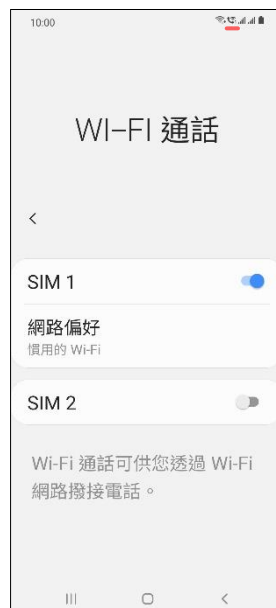 10:00
WI-FI 通話
SIM 1
網路偏好
慣用的 Wi-Fi
SIM 2
Wi-Fi 通話可供您透過 Wi-Fi
網路撥接電話。